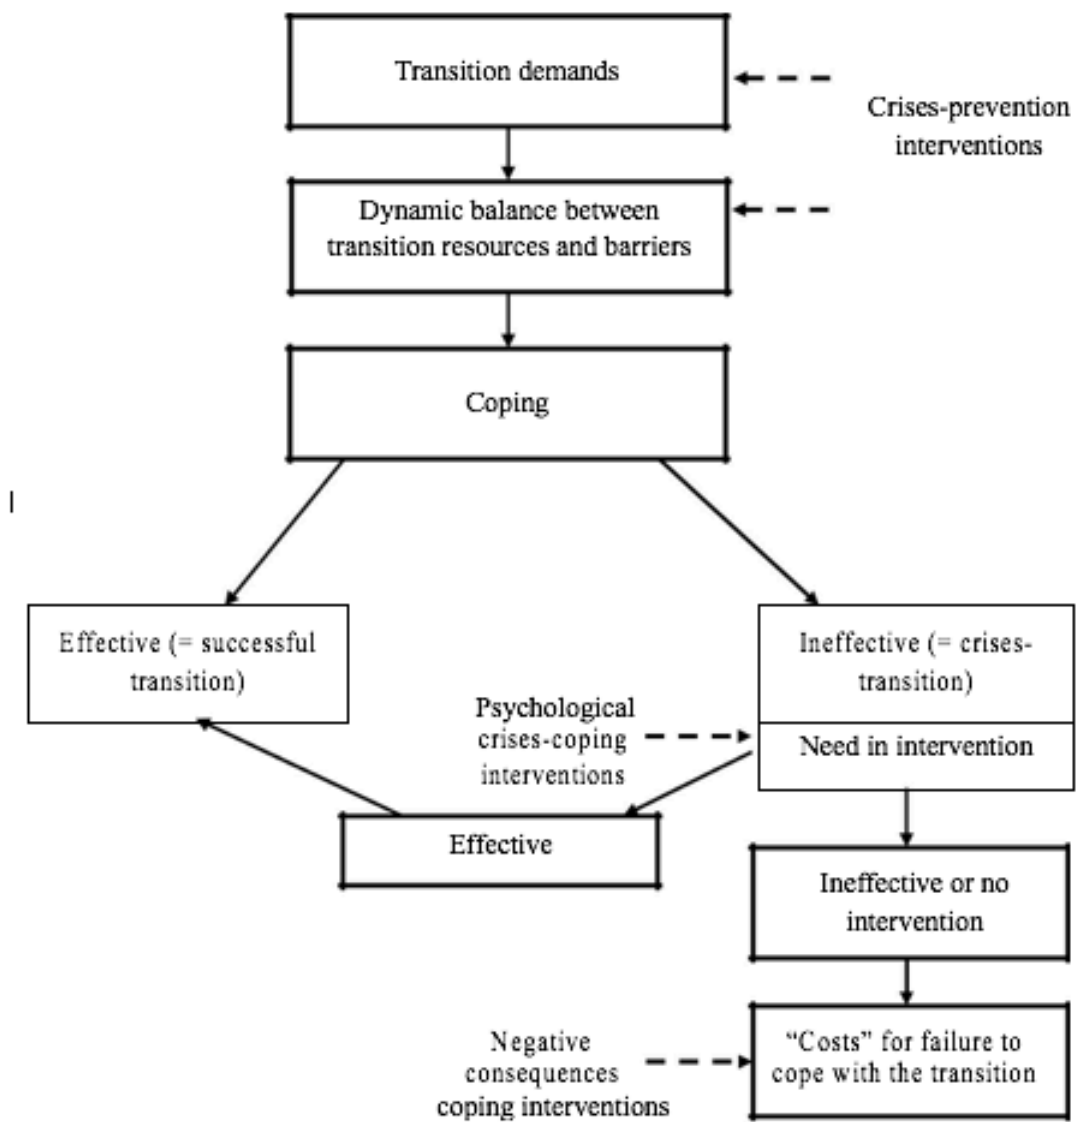 Transition demands
Crises-prevention
interventions
Dynamic balance between
transition resources and barriers
Coping
Effective (= successful
transition)
Ineffective (= crises-
transition)
Need in intervention
Psychological
crises-coping
interventions
Effective
Ineffective or no
intervention
“Costs” for failure to
cope with the transition
Negative
consequences
coping interventions